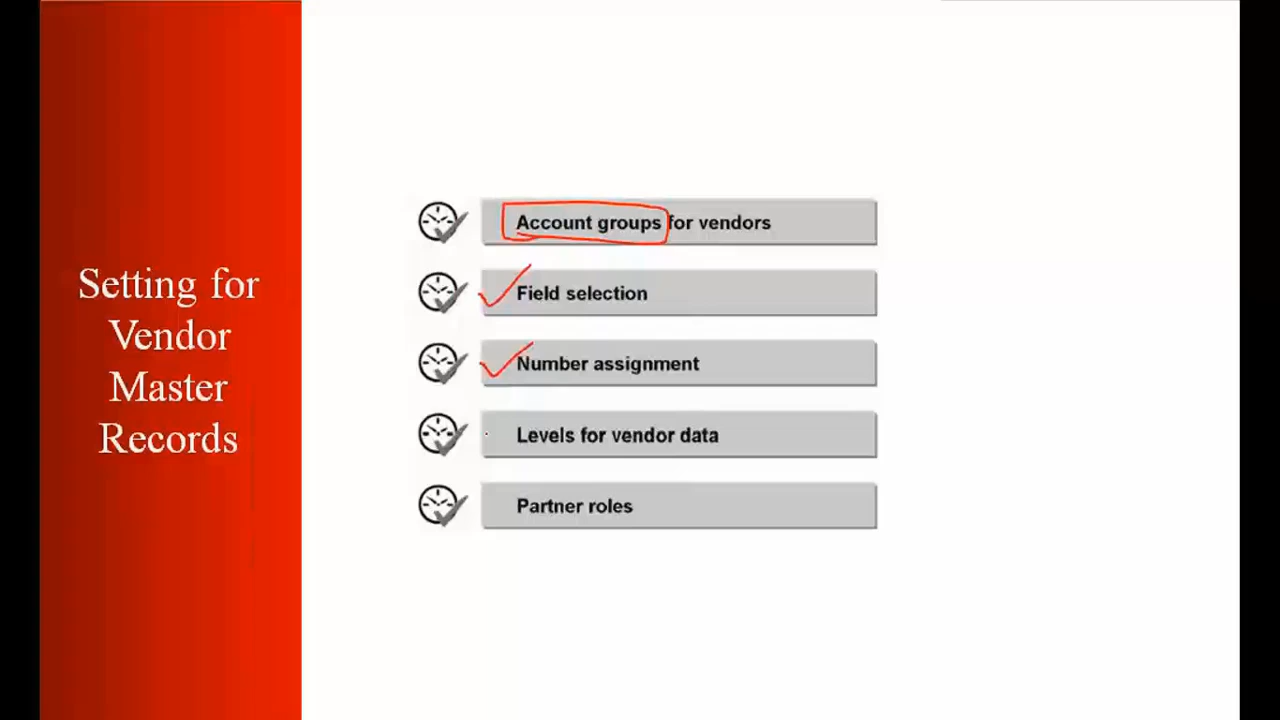 Setting for
Vendor
Master
Records
Account groups for vendors
Field selection
Number assignment
Levels for vendor data
Partner roles